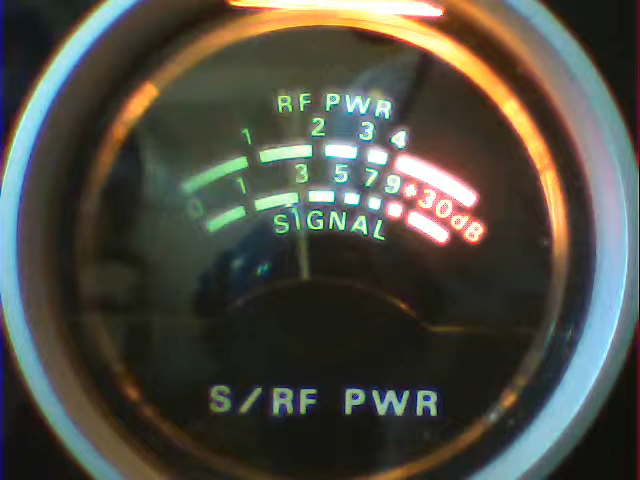 RF PWR
1 2 3 4
0 1 3 5 7 9 +30dB
SIGNAL
S/RF PWR